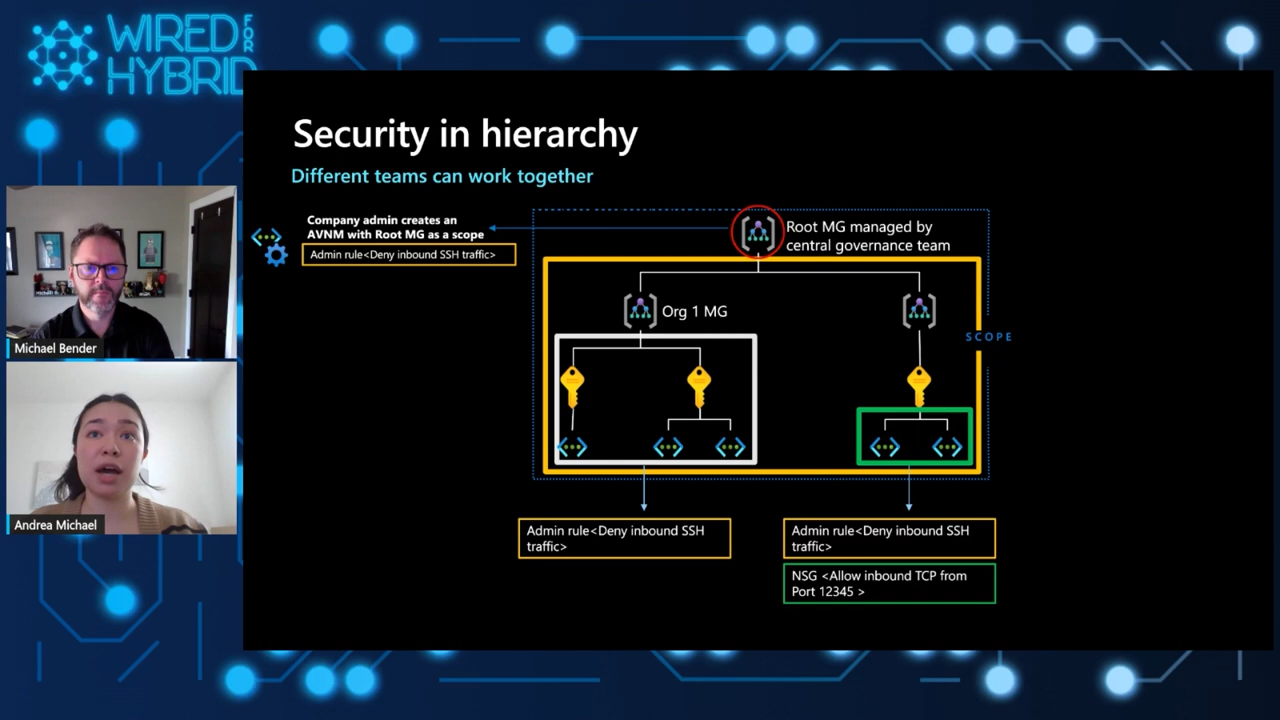 WIRED FOR
HYBRID
Security in hierarchy
Different teams can work together
Company admin creates an
AVNM with Root MG as a scope
Admin rule<Deny inbound SSH traffic>
Root MG managed by
central governance team
Org 1 MG
SCOPE
Admin rule<Deny inbound SSH
traffic>
Admin rule<Deny inbound SSH
traffic>
NSG <Allow inbound TCP from
Port 12345 >
Michael Bender
Andrea Michael